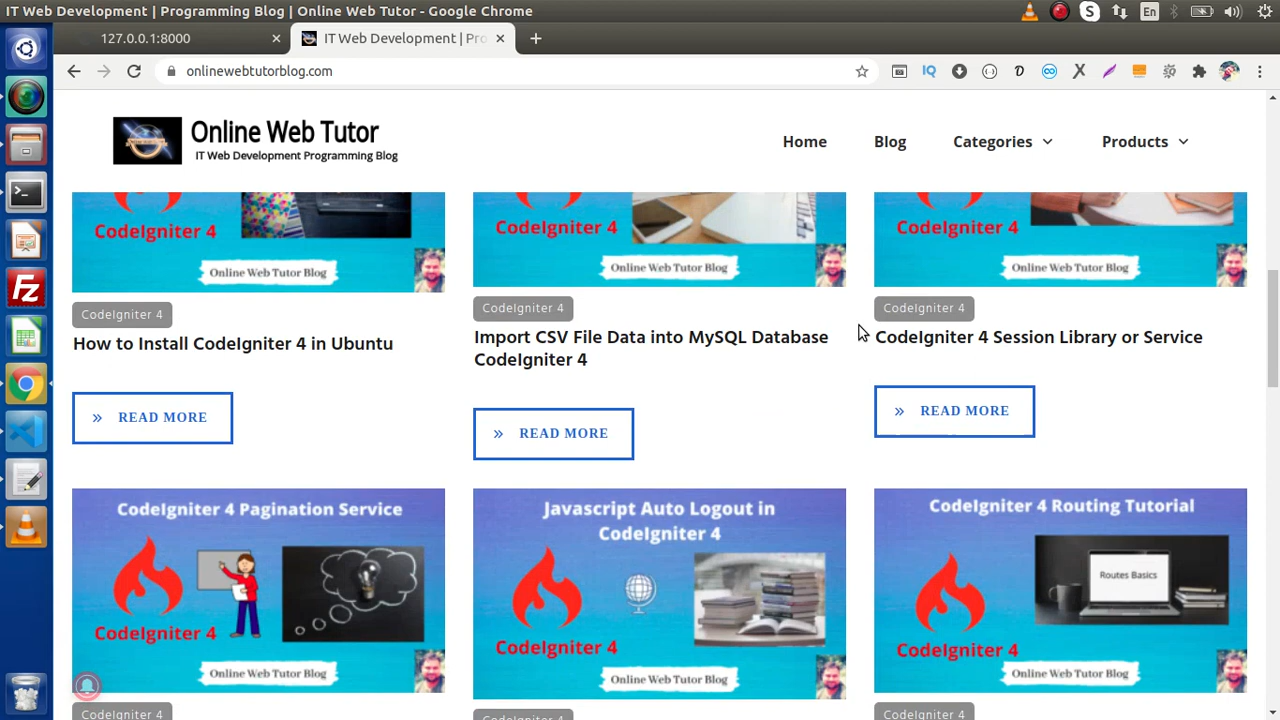 IT Web Development | Programming Blog | Online Web Tutor - Google Chrome
En
127.0.0.1:8000
IT Web Development | Pro
onlinewebtutorblog.com
IQ
Online Web Tutor
IT Web Development Programming Blog
Home
Blog
Categories
Products
CodeIgniter 4
CodeIgniter 4
CodeIgniter 4
Online Web Tutor Blog
Online Web Tutor Blog
Online Web Tutor Blog
CodeIgniter 4
CodeIgniter 4
CodeIgniter 4
How to Install CodeIgniter 4 in Ubuntu
Import CSV File Data into MySQL Database
CodeIgniter 4
CodeIgniter 4 Session Library or Service
» READ MORE
» READ MORE
» READ MORE
CodeIgniter 4 Pagination Service
CodeIgniter 4
Online Web Tutor Blog
Javascript Auto Logout in
CodeIgniter 4
CodeIgniter 4
Online Web Tutor Blog
CodeIgniter 4 Routing Tutorial
Routes Basics
CodeIgniter 4
Online Web Tutor Blog
CodeIgniter 4
CodeIgniter 4
CodeIgniter 4